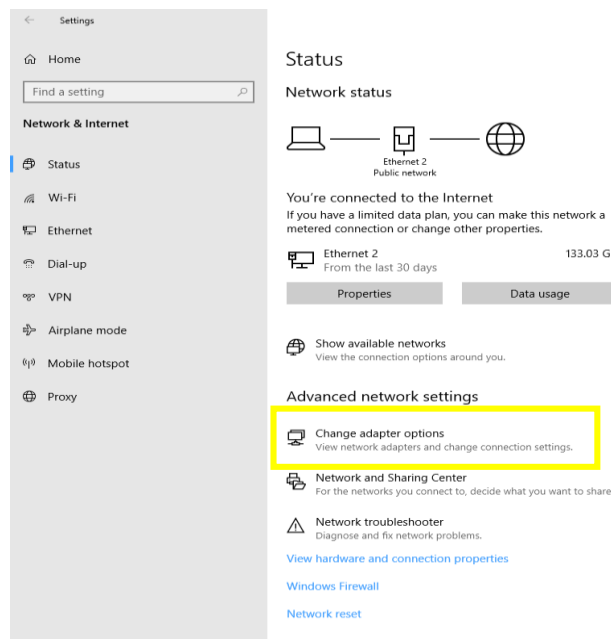 Settings
Home
Find a setting
Network & Internet
Status
Wi-Fi
Ethernet
Dial-up
VPN
Airplane mode
Mobile hotspot
Proxy
Status
Network status
Ethernet 2
Public network
You're connected to the Internet
If you have a limited data plan, you can make this network a
metered connection or change other properties.
Ethernet 2
133.03 G
From the last 30 days
Properties
Data usage
Show available networks
View the connection options around you.
Advanced network settings
Change adapter options
View network adapters and change connection settings.
Network and Sharing Center
For the networks you connect to, decide what you want to share
Network troubleshooter
Diagnose and fix network problems.
View hardware and connection properties
Windows Firewall
Network reset